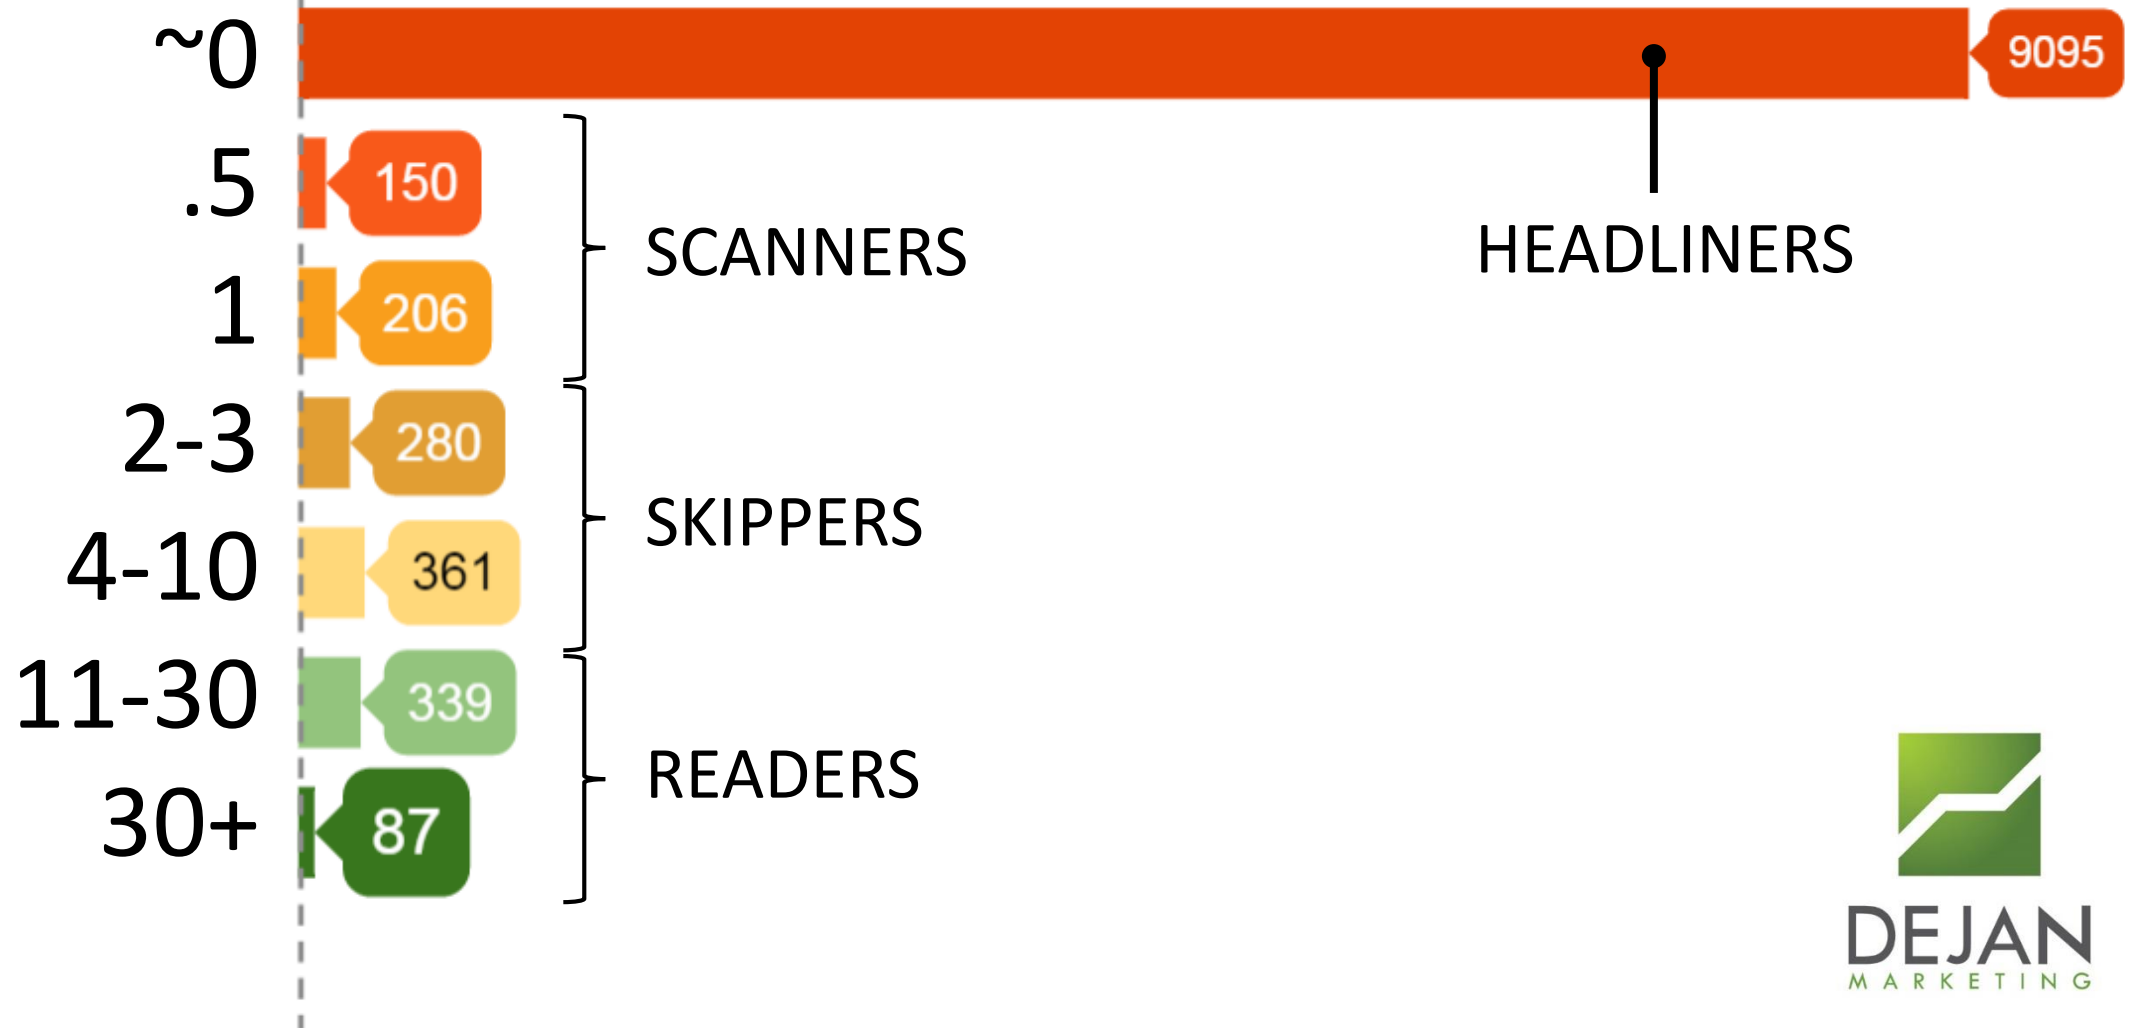 ~0 9095
.5 150
1 206
2-3 280
4-10 361
11-30 339
30+ 87
HEADLINERS
SCANNERS
SKIPPERS
READERS
DEJAN
MARKETING